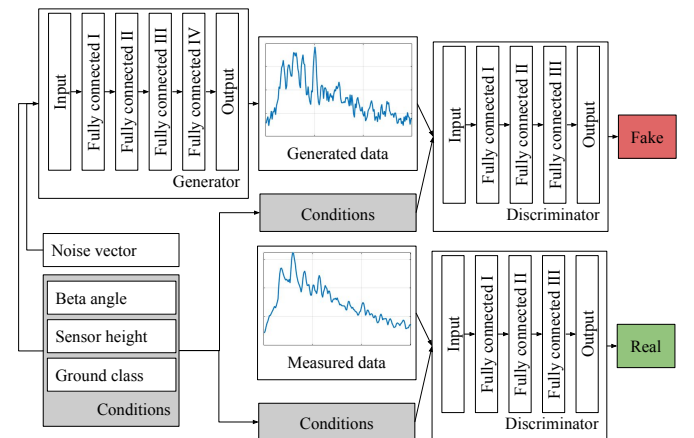 Input
Fully connected I
Fully connected II
Fully connected III
Fully connected IV
Output
Generator
Generated data
Input
Fully connected I
Fully connected II
Fully connected III
Output
Discriminator
Fake
Conditions
Noise vector
Beta angle
Sensor height
Ground class
Conditions
Measured data
Conditions
Input
Fully connected I
Fully connected II
Fully connected III
Output
Discriminator
Real